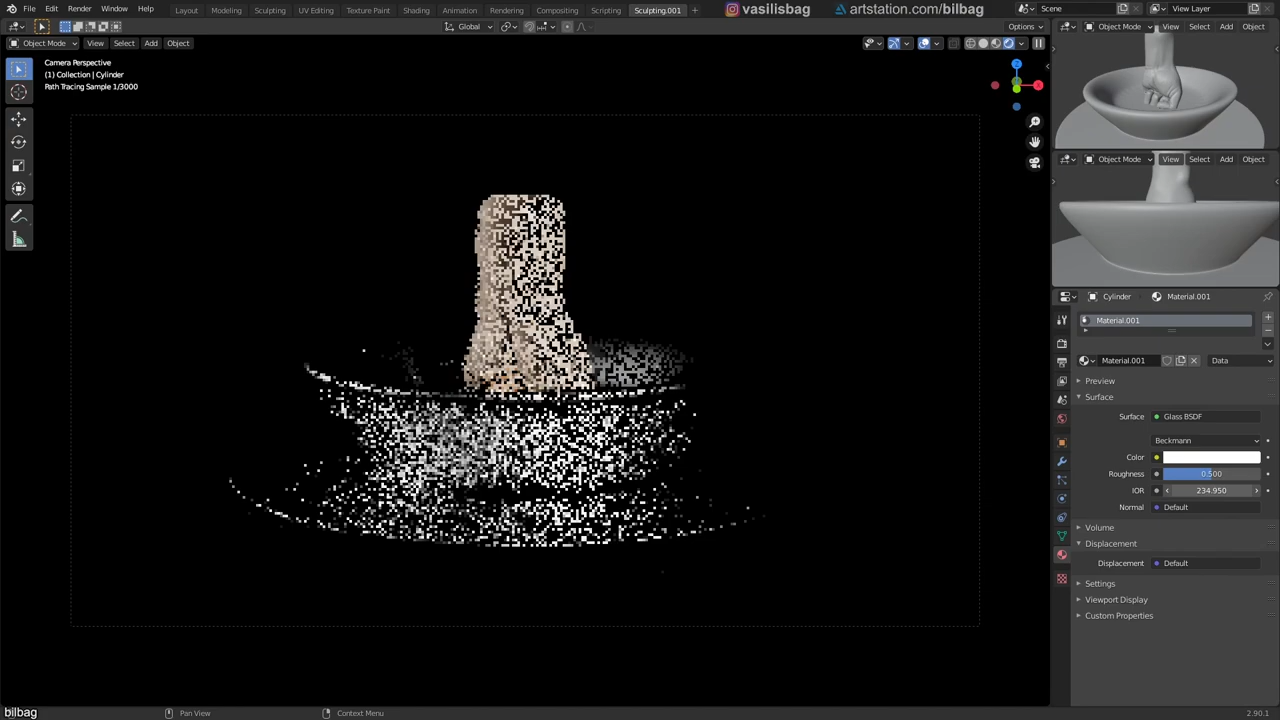 File Edit Render Window Help Layout Modeling Sculpting UV Editing Texture Paint Shading Animation Rendering Compositing Scripting Sculpting Sculpting.001 + vasilisbag artstation.com/bilbag Scene View Layer
Global Options
Object Mode View Select Add Object
Camera Perspective
(1) Collection | Cylinder
Path Tracing Sample 1/3000
Z
X
Object Mode View Select Add Object
Object Mode View Select Add Object
Cylinder Material.001
Material.001
Material.001 Data
Preview
Surface
Surface Glass BSDF
Beckmann
Color
Roughness 0.500
IOR 234.950
Normal Default
Volume
Displacement
Displacement Default
Settings
Viewport Display
Custom Properties
bilbag
Pan View Context Menu 2.90.1